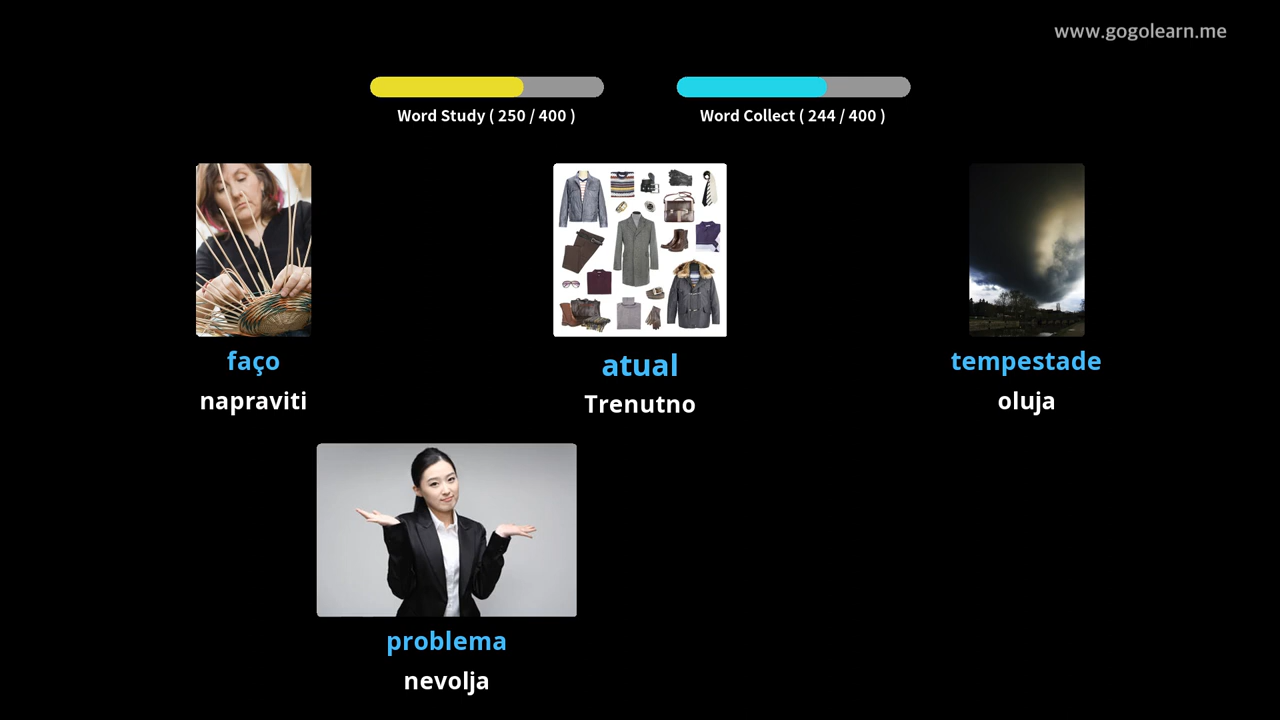 www.gogolearn.me
Word Study ( 250 / 400 )
Word Collect ( 244 / 400 )
faço
atual
tempestade
napraviti
Trenutno
oluja
problema
nevolja